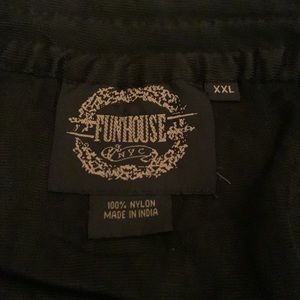 XXL
FUNHOUSE
NYC
100% NYLON
MADE IN INDIA